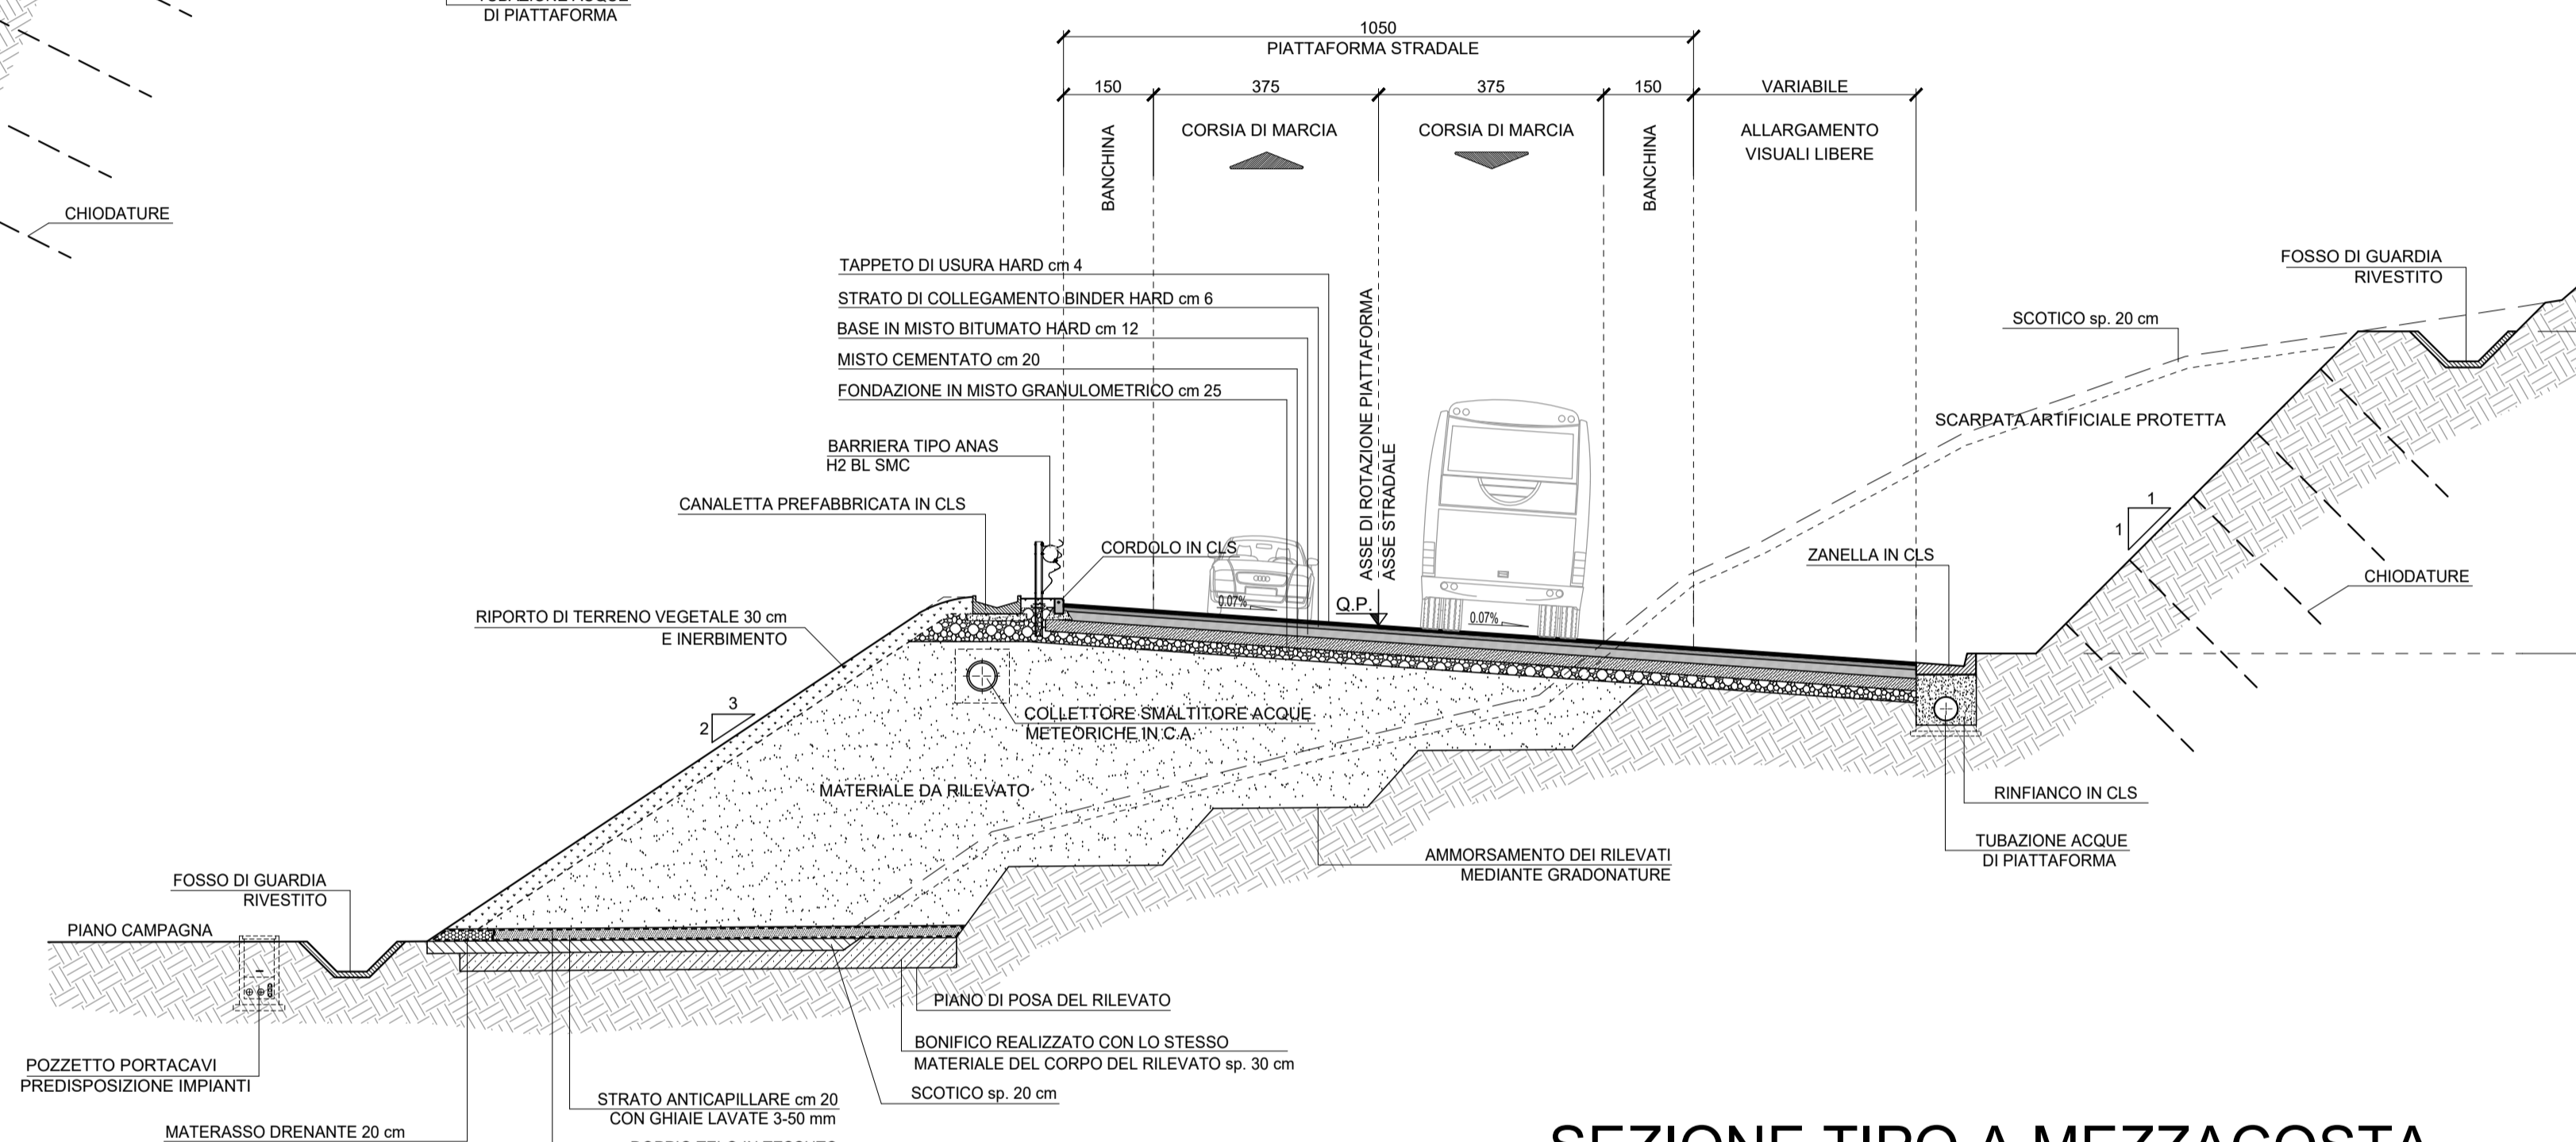 DI PIATTAFORMA
CHIODATURE
1050
PIATTAFORMA STRADALE
150
375
375
150
VARIABILE
BANCHINA
CORSIA DI MARCIA
CORSIA DI MARCIA
BANCHINA
ALLARGAMENTO
VISUALI LIBERE
TAPPETO DI USURA HARD cm 4
STRATO DI COLLEGAMENTO BINDER HARD cm 6
BASE IN MISTO BITUMATO HARD cm 12
MISTO CEMENTATO cm 20
FONDAZIONE IN MISTO GRANULOMETRICO cm 25
BARRIERA TIPO ANAS
H2 BL SMC
CANALETTA PREFABBRICATA IN CLS
CORDOLO IN CLS
ASSE DI ROTAZIONE PIATTAFORMA
ASSE STRADALE
Q.P.
0.07%
0.07%
FOSSO DI GUARDIA
RIVESTITO
SCOTICO sp. 20 cm
SCARPATA ARTIFICIALE PROTETTA
1
1
ZANELLA IN CLS
CHIODATURE
RIPORTO DI TERRENO VEGETALE 30 cm
E INERBIMENTO
3
2
COLLETTORE SMALTITORE ACQUE
METEORICHE IN C.A.
MATERIALE DA RILEVATO
RINFIANCO IN CLS
TUBAZIONE ACQUE
DI PIATTAFORMA
AMMORSAMENTO DEI RILEVATI
MEDIANTE GRADONATURE
FOSSO DI GUARDIA
RIVESTITO
PIANO CAMPAGNA
PIANO DI POSA DEL RILEVATO
BONIFICO REALIZZATO CON LO STESSO
MATERIALE DEL CORPO DEL RILEVATO sp. 30 cm
SCOTICO sp. 20 cm
POZZETTO PORTACAVI
PREDISPOSIZIONE IMPIANTI
STRATO ANTICAPILLARE cm 20
CON GHIAIE LAVATE 3-50 mm
MATERASSO DRENANTE 20 cm
SEZIONE TIPO A MEZZACOSTA